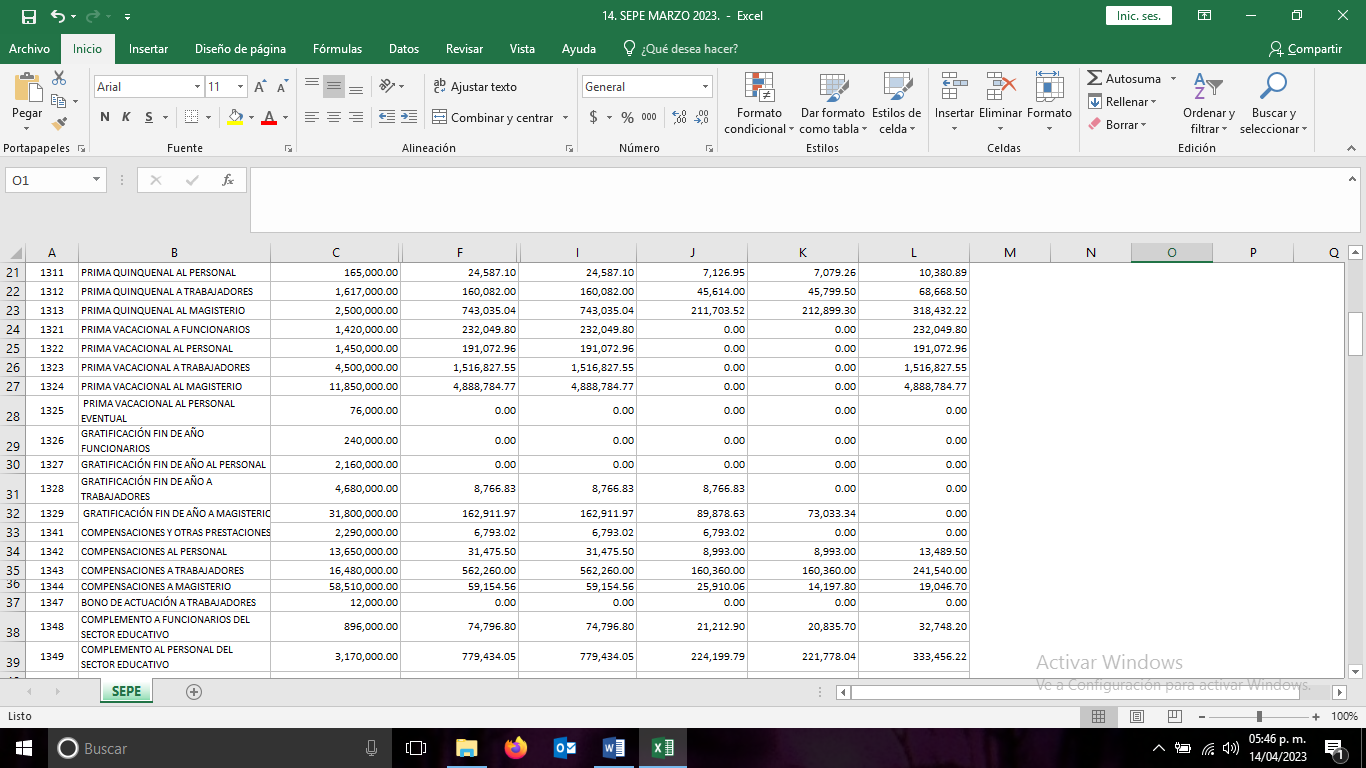 14. SEPE MARZO 2023. - Excel
Inic. ses.
Archivo Inicio Insertar Diseño de página Fórmulas Datos Revisar Vista Ayuda ¿Qué desea hacer? Compartir
Pegar
Arial 11
N K S
ab Ajustar texto
Combinar y centrar
General
$ % 000
Formato condicional
Dar formato como tabla
Estilos de celda
Insertar Eliminar Formato
Autosuma
Rellenar
Borrar
Ordenar y filtrar
Buscar y seleccionar
Portapapeles Fuente Alineación Número Estilos Celdas Edición
O1 fx
A B C F I J K L M N O P Q
21 1311 PRIMA QUINQUENAL AL PERSONAL 165,000.00 24,587.10 24,587.10 7,126.95 7,079.26 10,380.89
22 1312 PRIMA QUINQUENAL A TRABAJADORES 1,617,000.00 160,082.00 160,082.00 45,614.00 45,799.50 68,668.50
23 1313 PRIMA QUINQUENAL AL MAGISTERIO 2,500,000.00 743,035.04 743,035.04 211,703.52 212,899.30 318,432.22
24 1321 PRIMA VACACIONAL A FUNCIONARIOS 1,420,000.00 232,049.80 232,049.80 0.00 0.00 232,049.80
25 1322 PRIMA VACACIONAL AL PERSONAL 1,450,000.00 191,072.96 191,072.96 0.00 0.00 191,072.96
26 1323 PRIMA VACACIONAL A TRABAJADORES 4,500,000.00 1,516,827.55 1,516,827.55 0.00 0.00 1,516,827.55
27 1324 PRIMA VACACIONAL AL MAGISTERIO 11,850,000.00 4,888,784.77 4,888,784.77 0.00 0.00 4,888,784.77
28 1325 PRIMA VACACIONAL AL PERSONAL EVENTUAL 76,000.00 0.00 0.00 0.00 0.00 0.00
29 1326 GRATIFICACIÓN FIN DE AÑO FUNCIONARIOS 240,000.00 0.00 0.00 0.00 0.00 0.00
30 1327 GRATIFICACIÓN FIN DE AÑO AL PERSONAL 2,160,000.00 0.00 0.00 0.00 0.00 0.00
31 1328 GRATIFICACIÓN FIN DE AÑO A TRABAJADORES 4,680,000.00 8,766.83 8,766.83 8,766.83 0.00 0.00
32 1329 GRATIFICACIÓN FIN DE AÑO A MAGISTERIO 31,800,000.00 162,911.97 162,911.97 89,878.63 73,033.34 0.00
33 1341 COMPENSACIONES Y OTRAS PRESTACIONES 2,290,000.00 6,793.02 6,793.02 6,793.02 0.00 0.00
34 1342 COMPENSACIONES AL PERSONAL 13,650,000.00 31,475.50 31,475.50 8,993.00 8,993.00 13,489.50
35 1343 COMPENSACIONES A TRABAJADORES 16,480,000.00 562,260.00 562,260.00 160,360.00 160,360.00 241,540.00
36 1344 COMPENSACIONES A MAGISTERIO 58,510,000.00 59,154.56 59,154.56 25,910.06 14,197.80 19,046.70
37 1347 BONO DE ACTUACIÓN A TRABAJADORES 12,000.00 0.00 0.00 0.00 0.00 0.00
38 1348 COMPLEMENTO A FUNCIONARIOS DEL SECTOR EDUCATIVO 896,000.00 74,796.80 74,796.80 21,212.90 20,835.70 32,748.20
39 1349 COMPLEMENTO AL PERSONAL DEL SECTOR EDUCATIVO 3,170,000.00 779,434.05 779,434.05 224,199.79 221,778.04 333,456.22
Activar Windows
Ve a Configuración para activar Windows.
SEPE
Listo 100%
Buscar
05:46 p. m.
14/04/2023
1